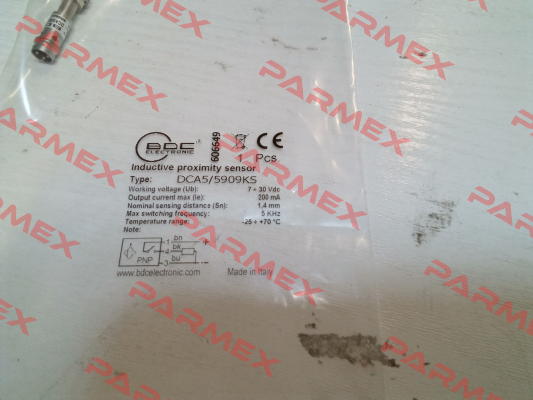 BDC
ELECTRONIC
606649
CE
Pcs.
Inductive proximity sensor
Type: DCA5/5909KS
Working voltage (Ub): 7 ÷ 30 Vdc
Output current max (Ie): 200 mA
Nominal sensing distance (Sn): 1,4 mm
Max switching frequency: 5 KHz
Temperature range: -25 ÷ +70 °C
Note:
1 bn +
4 bk
PNP 3 bu -
www.bdcelectronic.com Made in Italy
PARMEX
PARMEX
PARMEX
PARMEX
PARMEX
PARMEX
PARMEX
PARMEX